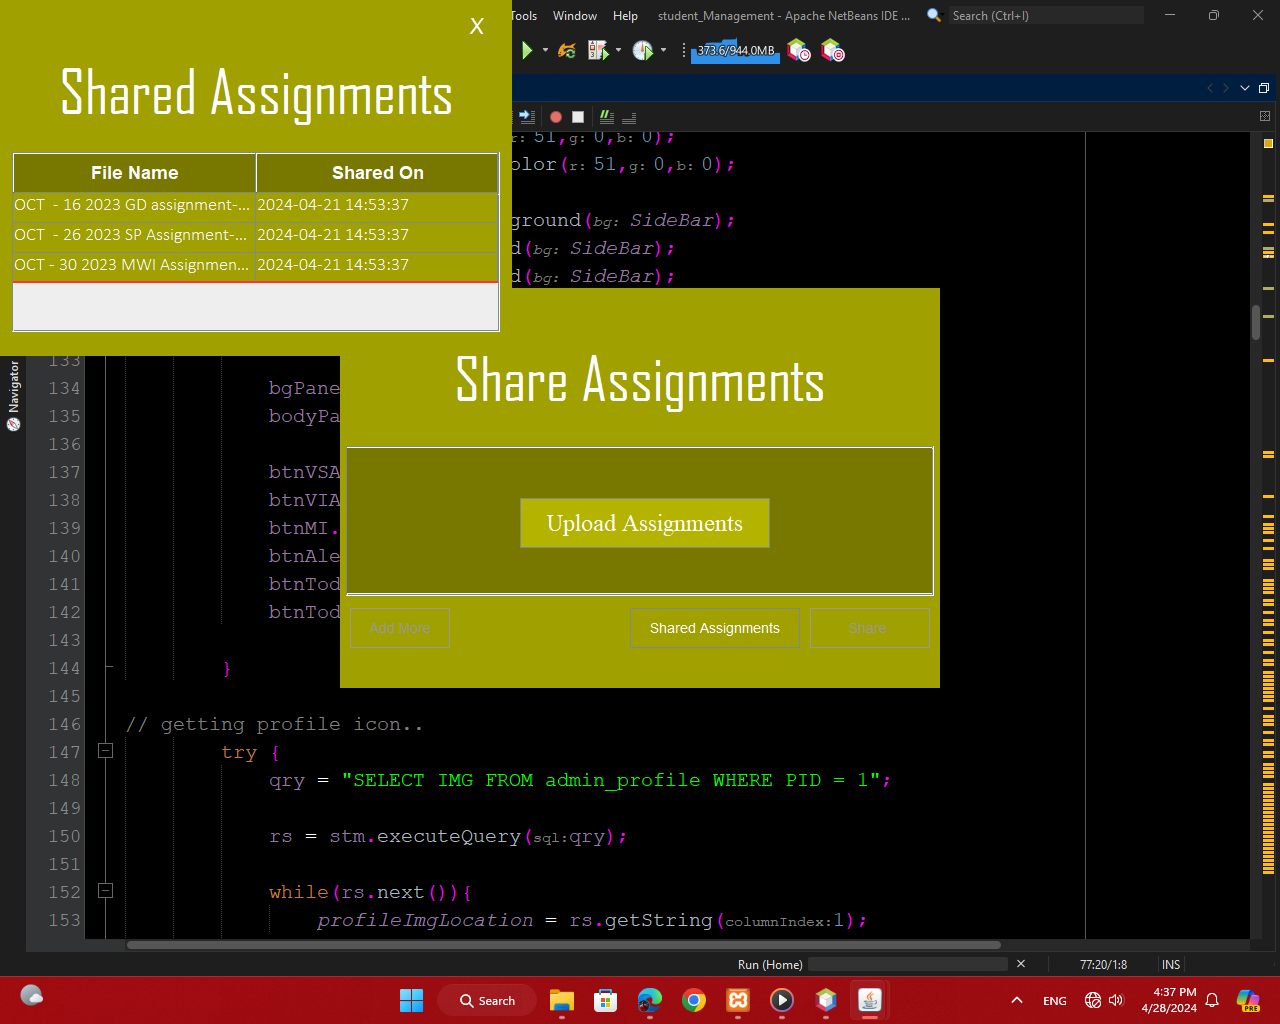 X
Shared Assignments
File Name Shared On
OCT - 16 2023 GD assignment-... 2024-04-21 14:53:37
OCT - 26 2023 SP Assignment-... 2024-04-21 14:53:37
OCT - 30 2023 MWI Assignmen... 2024-04-21 14:53:37
Tools Window Help student_Management - Apache NetBeans IDE ... Search (Ctrl+I)
373.6/944.0MB
r: 51,g: 0,b: 0);
olor(r: 51,g: 0,b: 0);
ground(bg: SideBar);
d(bg: SideBar);
d(bg: SideBar);
Navigator
Share Assignments
Upload Assignments
Add More Shared Assignments Share
133
134 bgPane
135 bodyPa
136
137 btnVSA
138 btnVIA
139 btnMI.
140 btnAle
141 btnTod
142 btnTod
143
144 }
145
146 // getting profile icon..
147 try {
148 qry = "SELECT IMG FROM admin_profile WHERE PID = 1";
149
150 rs = stm.executeQuery(sql:qry);
151
152 while(rs.next()){
153 profileImgLocation = rs.getString(columnIndex:1);
Run (Home) 77:20/1:8 INS
Search
ENG
4:37 PM
4/28/2024
PRE